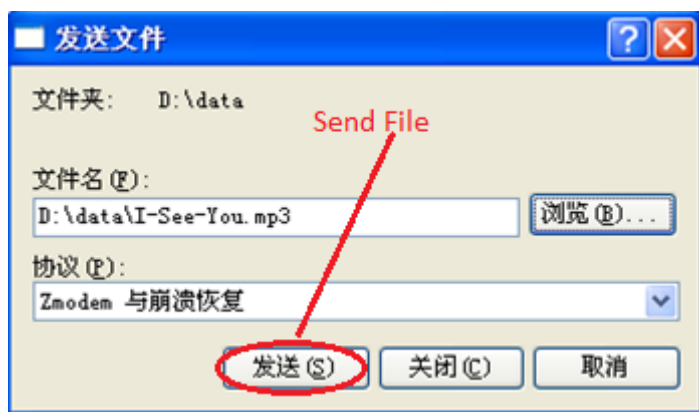 发送文件
文件夹: D:\data
Send File
文件名(F):
D:\data\I-See-You.mp3
浏览(B)...
协议(P):
Zmodem 与崩溃恢复
发送(S) 关闭(C) 取消